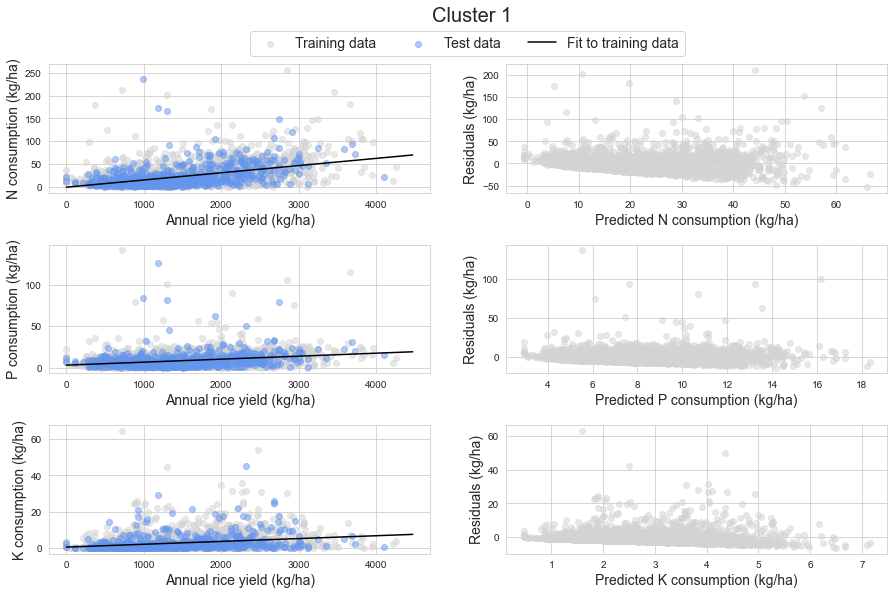 Cluster 1
Training data Test data Fit to training data
N consumption (kg/ha)
250
200
150
100
50
0
0 1000 2000 3000 4000
Annual rice yield (kg/ha)
Residuals (kg/ha)
200
150
100
50
0
−50
0 10 20 30 40 50 60
Predicted N consumption (kg/ha)
P consumption (kg/ha)
100
50
0
0 1000 2000 3000 4000
Annual rice yield (kg/ha)
Residuals (kg/ha)
100
50
0
4 6 8 10 12 14 16 18
Predicted P consumption (kg/ha)
K consumption (kg/ha)
60
40
20
0
0 1000 2000 3000 4000
Annual rice yield (kg/ha)
Residuals (kg/ha)
60
40
20
0
1 2 3 4 5 6 7
Predicted K consumption (kg/ha)